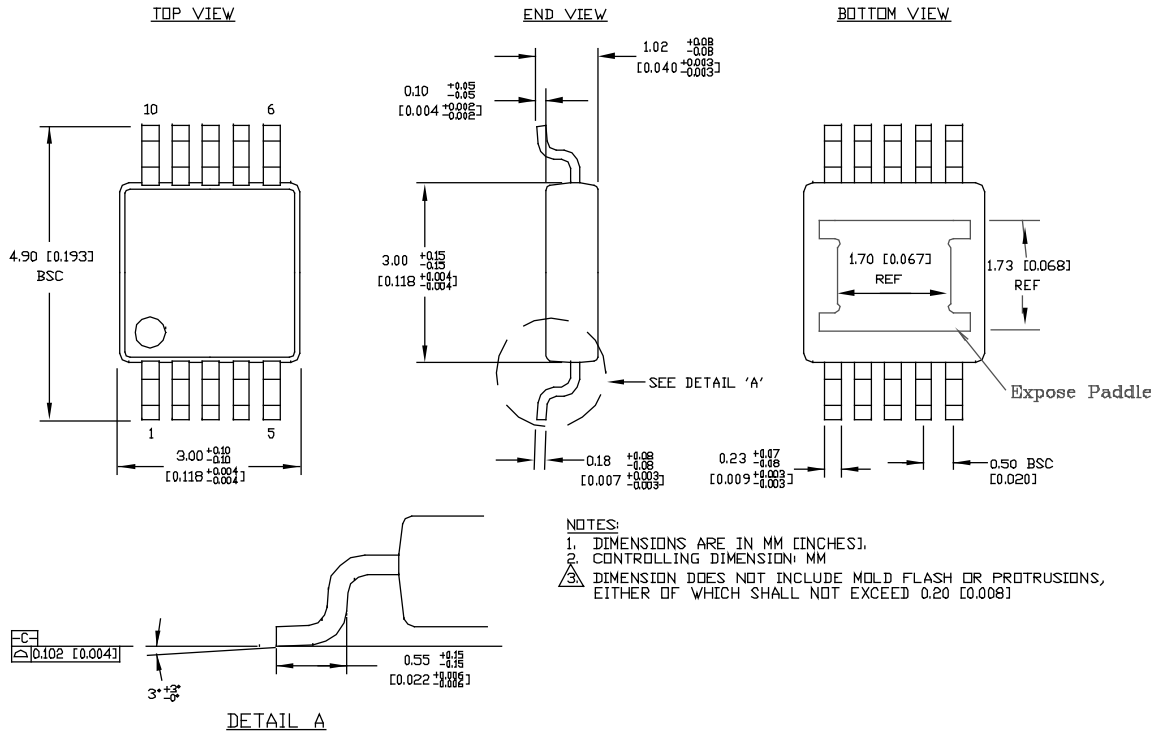 TOP VIEW
END VIEW
BOTTOM VIEW
1.02 +0.08 -0.08
[0.040 +0.003 -0.003]
0.10 +0.05 -0.05
[0.004 +0.002 -0.002]
10
6
4.90 [0.193]
BSC
3.00 +0.15 -0.15
[0.118 +0.004 -0.004]
1.70 [0.067]
REF
1.73 [0.068]
REF
SEE DETAIL 'A'
Expose Paddle
1
5
3.00 +0.10 -0.10
[0.118 +0.004 -0.004]
0.18 +0.08 -0.08
[0.007 +0.003 -0.003]
0.23 +0.07 -0.08
[0.009 +0.003 -0.003]
0.50 BSC
[0.020]
NOTES:
1. DIMENSIONS ARE IN MM [INCHES].
2. CONTROLLING DIMENSION: MM
3. DIMENSION DOES NOT INCLUDE MOLD FLASH OR PROTRUSIONS,
EITHER OF WHICH SHALL NOT EXCEED 0.20 [0.008]
-C-
0.102 [0.004]
3° +3° -0°
0.55 +0.15 -0.15
[0.022 +0.006 -0.006]
DETAIL A